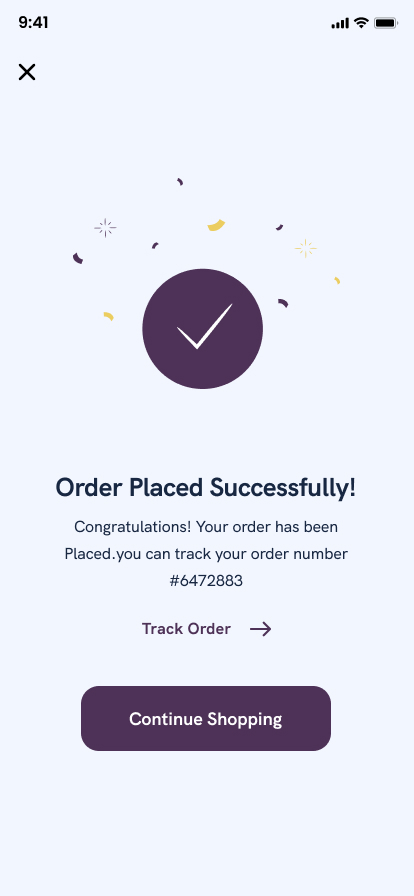 9:41
Order Placed Successfully!
Congratulations! Your order has been
Placed.you can track your order number
#6472883
Track Order
Continue Shopping